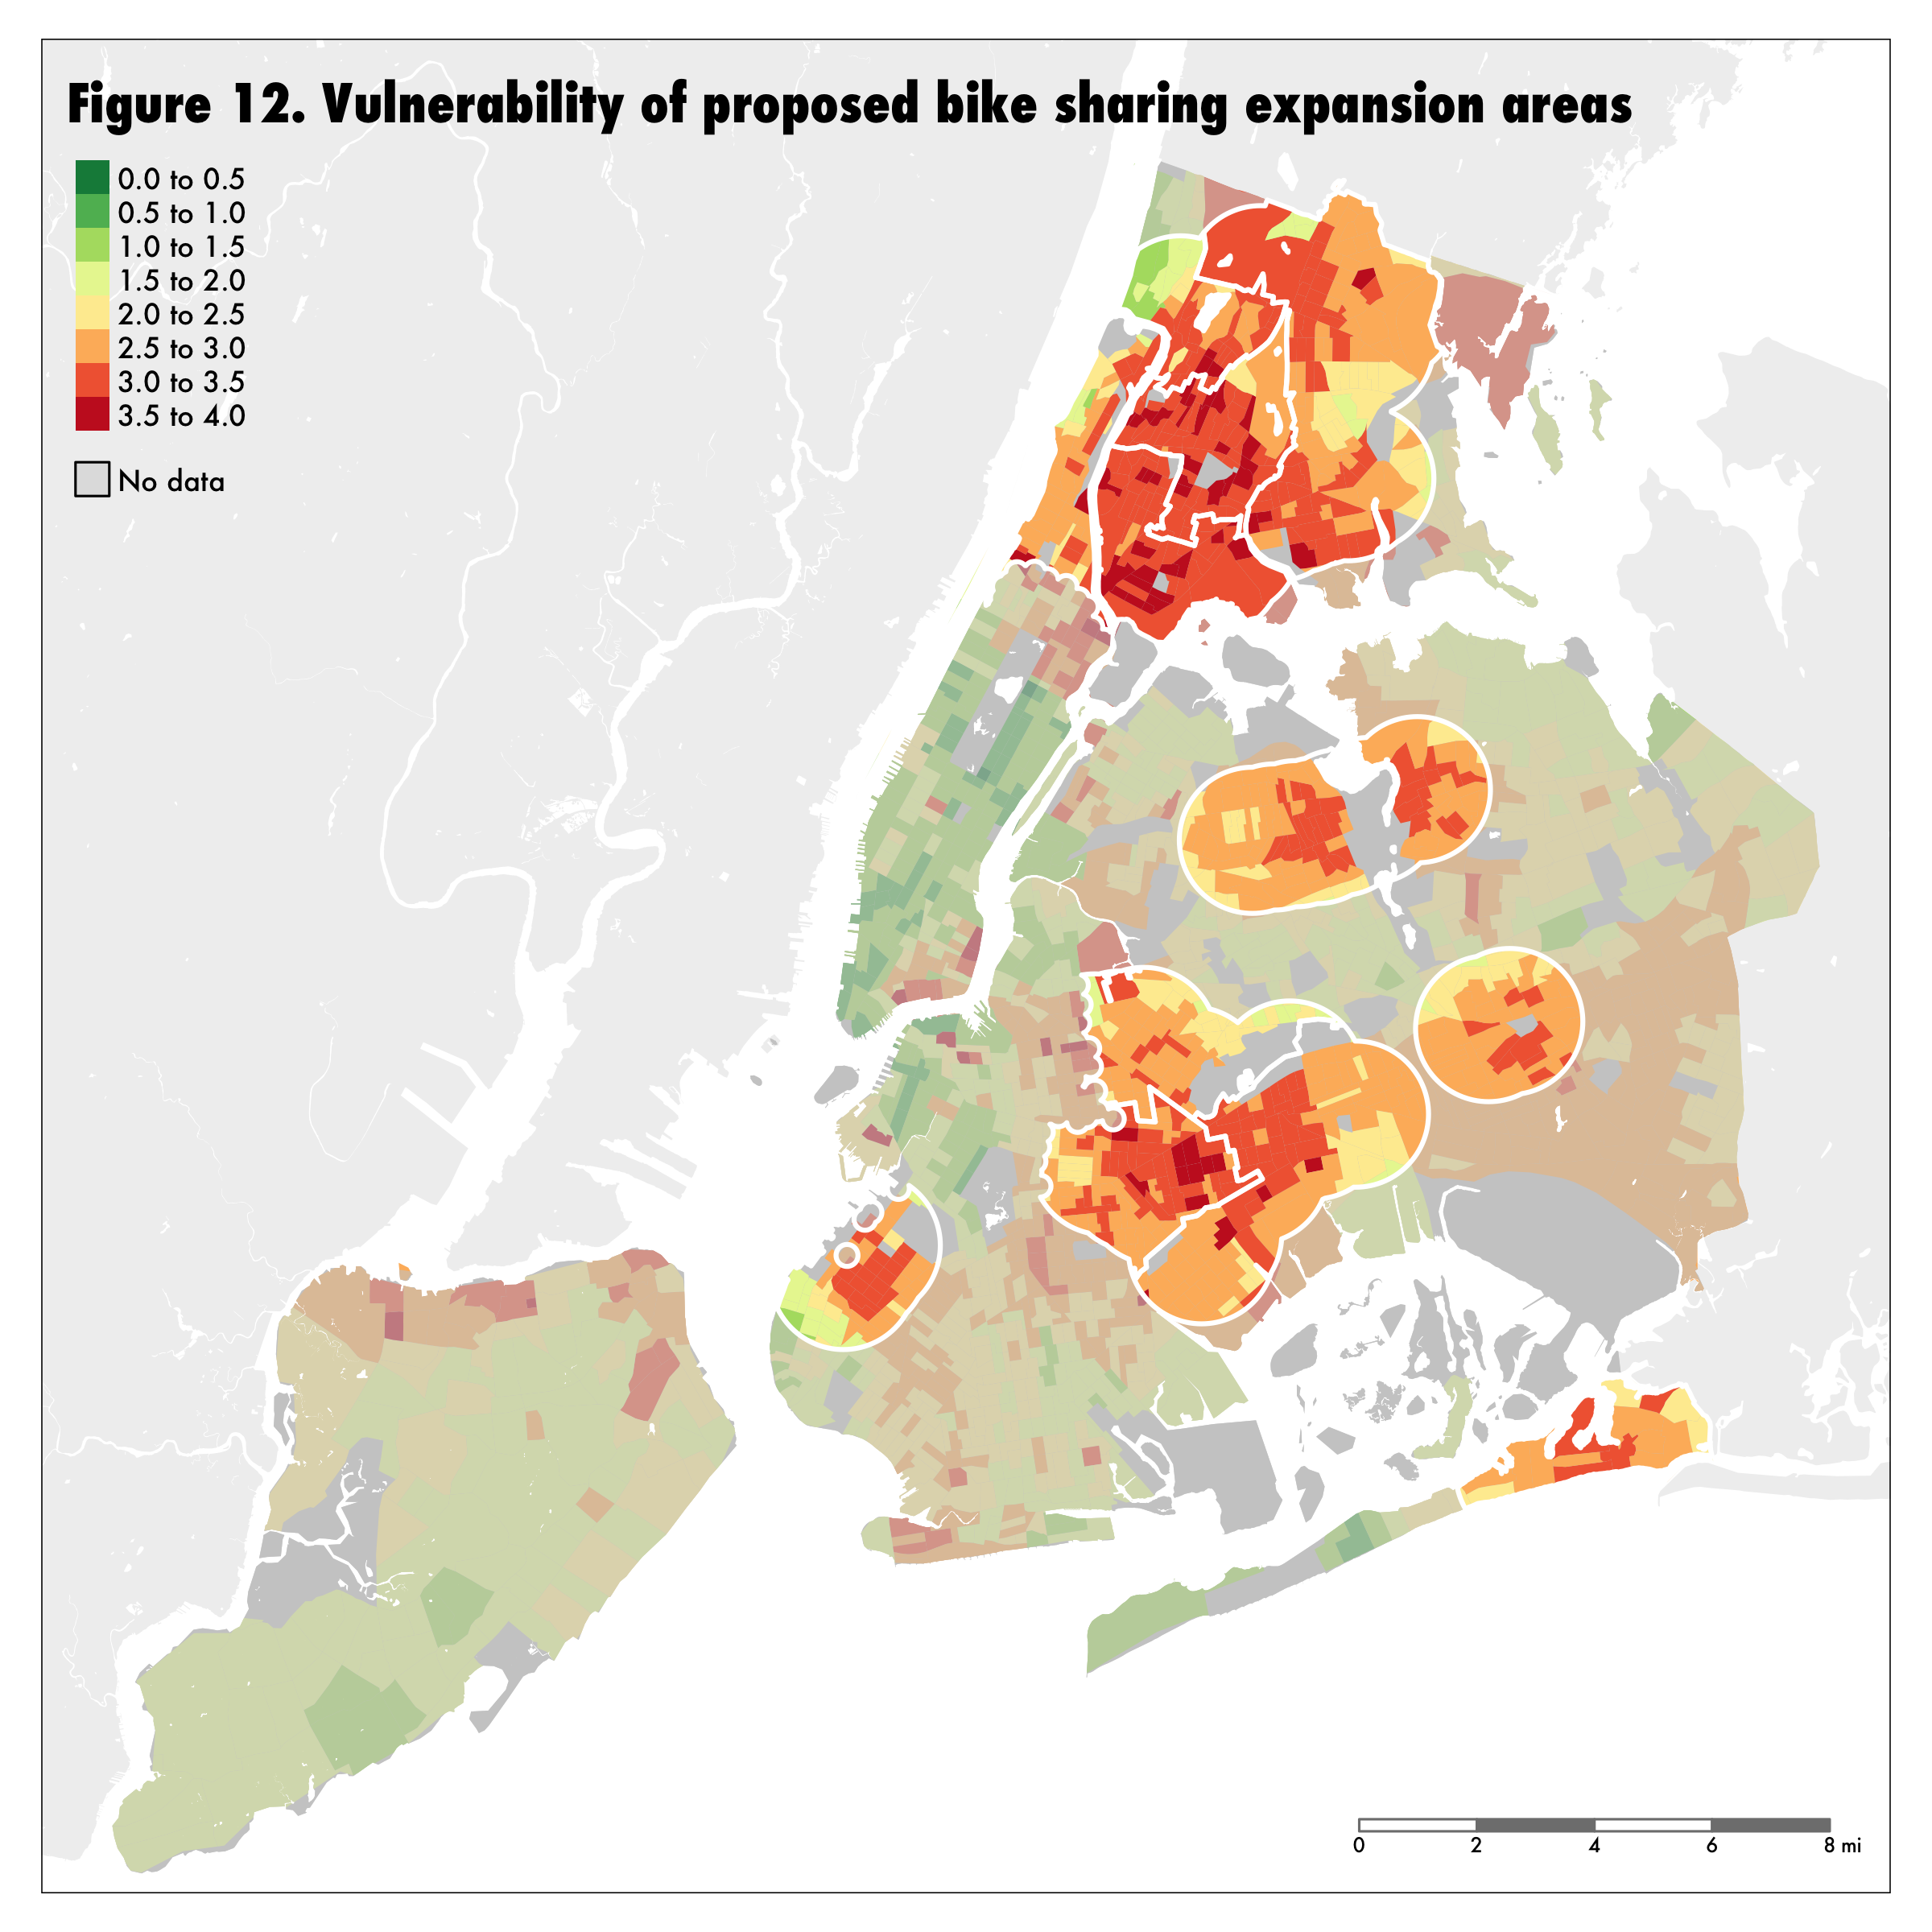 Figure 12. Vulnerability of proposed bike sharing expansion areas
0.0 to 0.5
0.5 to 1.0
1.0 to 1.5
1.5 to 2.0
2.0 to 2.5
2.5 to 3.0
3.0 to 3.5
3.5 to 4.0
No data
0 2 4 6 8 mi